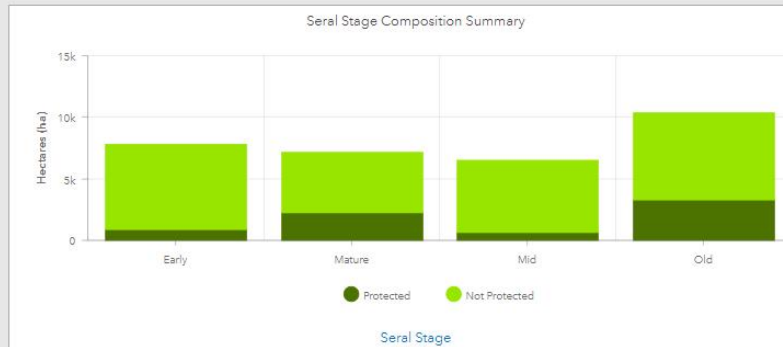 Seral Stage Composition Summary
15k
10k
5k
0
Hectares (ha)
Early Mature Mid Old
Protected Not Protected
Seral Stage